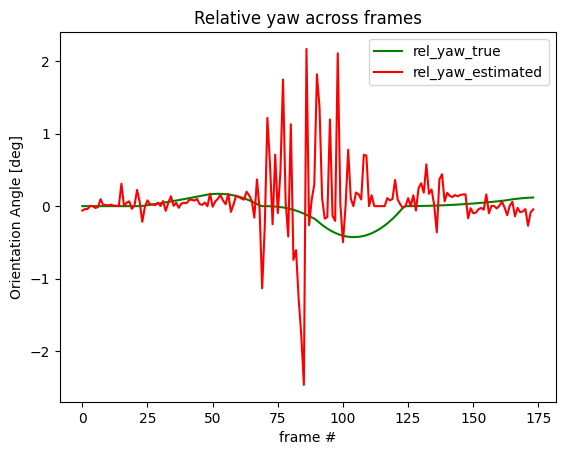 Relative yaw across frames
rel_yaw_true
rel_yaw_estimated
Orientation Angle [deg]
2
1
0
−1
−2
0
25
50
75
100
125
150
175
frame #